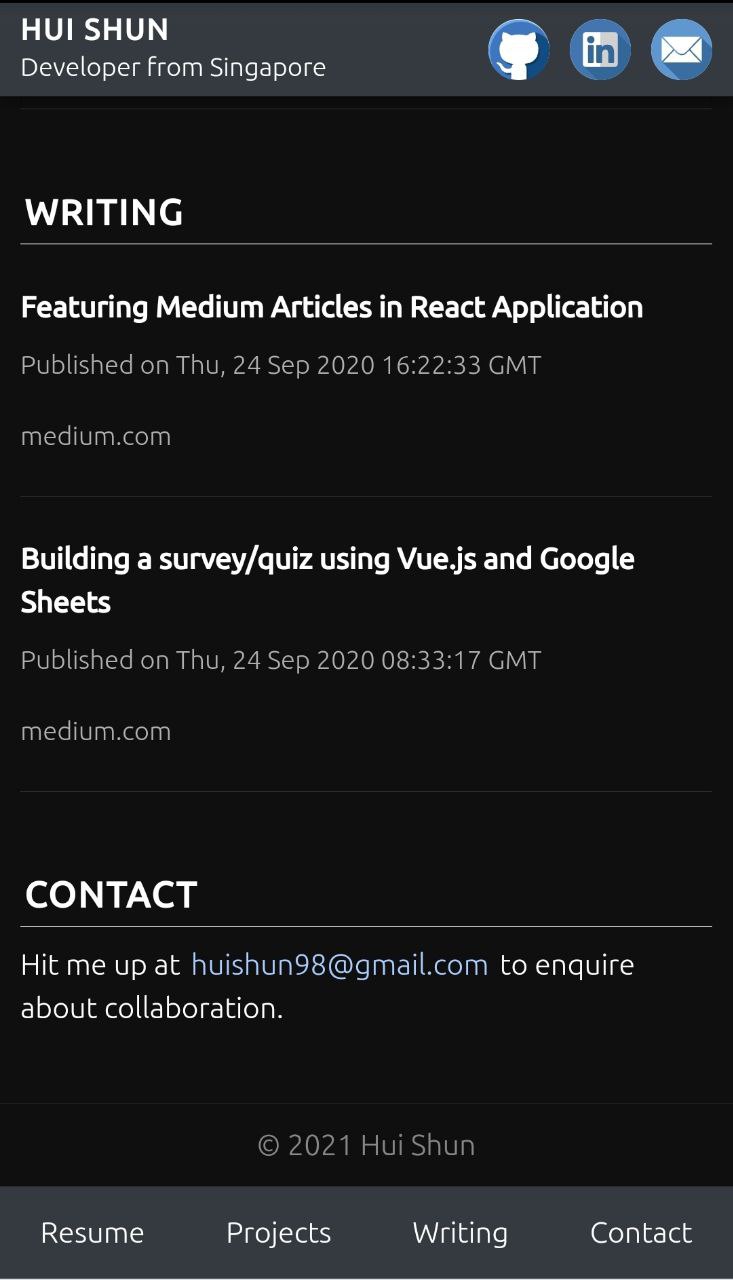 HUI SHUN
Developer from Singapore
in
WRITING
Featuring Medium Articles in React Application
Published on Thu, 24 Sep 2020 16:22:33 GMT
medium.com
Building a survey/quiz using Vue.js and Google
Sheets
Published on Thu, 24 Sep 2020 08:33:17 GMT
medium.com
CONTACT
Hit me up at huishun98@gmail.com to enquire
about collaboration.
© 2021 Hui Shun
Resume Projects Writing Contact